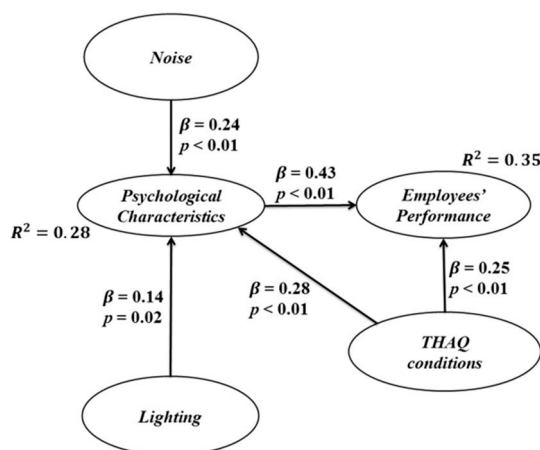 Noise
β = 0.24
p < 0.01
R² = 0.35
β = 0.43
p < 0.01
Psychological
Characteristics
Employees'
Performance
R² = 0.28
β = 0.25
p < 0.01
β = 0.28
p < 0.01
β = 0.14
p = 0.02
THAQ
conditions
Lighting